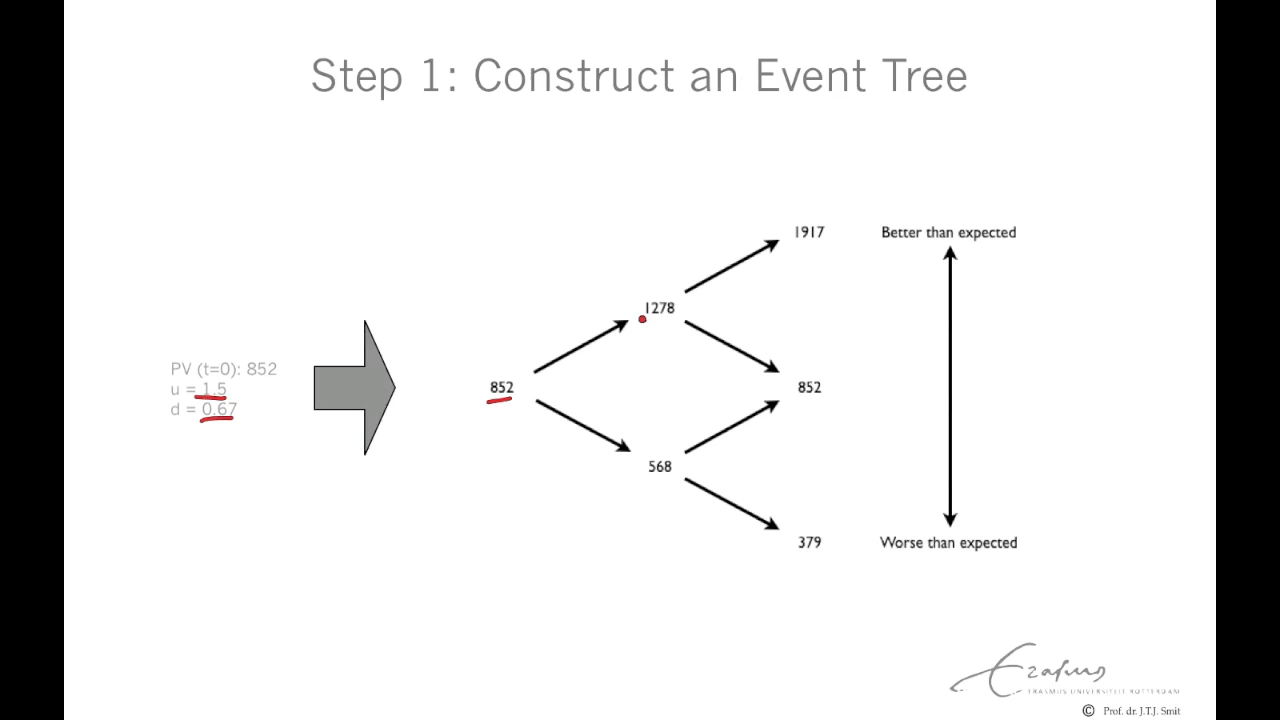 Step 1: Construct an Event Tree
1917
Better than expected
1278
PV (t=0): 852
u = 1.5
d = 0.67
852
852
568
379
Worse than expected
Erasmus
ERASMUS UNIVERSITEIT ROTTERDAM
© Prof. dr. J.T.J. Smit